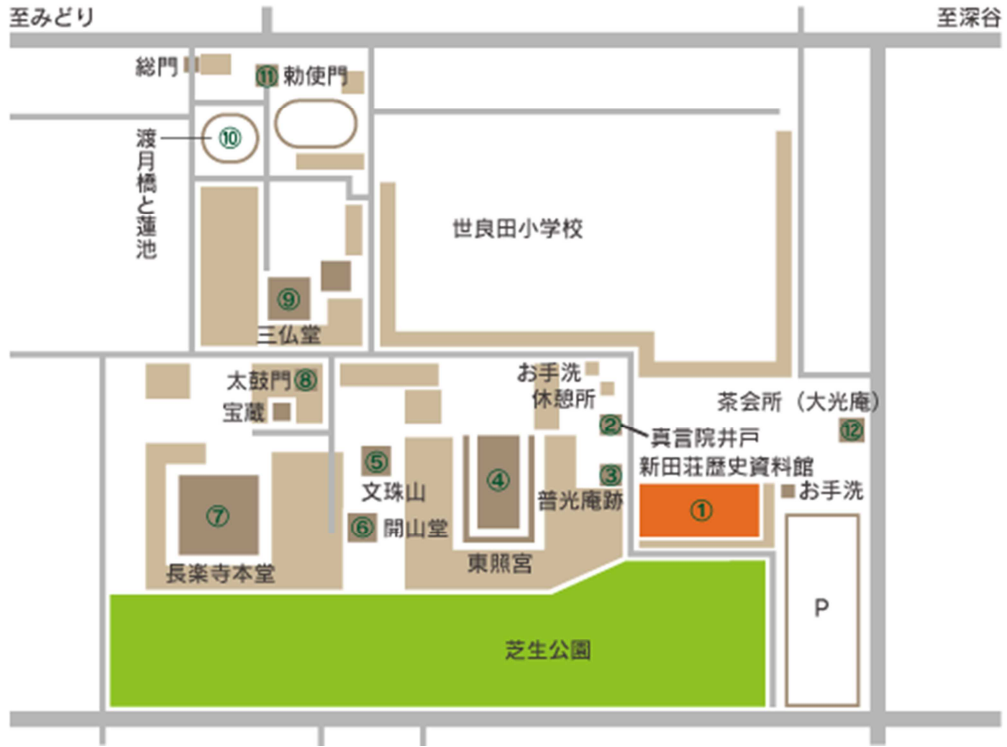 至みどり
至深谷
総門
⑪ 勅使門
⑩
渡月橋と蓮池
世良田小学校
⑨
三仏堂
太鼓門 ⑧
宝蔵
お手洗
休憩所
②
真言院井戸
茶会所（大光庵）
⑫
新田荘歴史資料館
お手洗
①
③
普光庵跡
④
東照宮
⑤
文珠山
⑥ 開山堂
⑦
長楽寺本堂
芝生公園
P